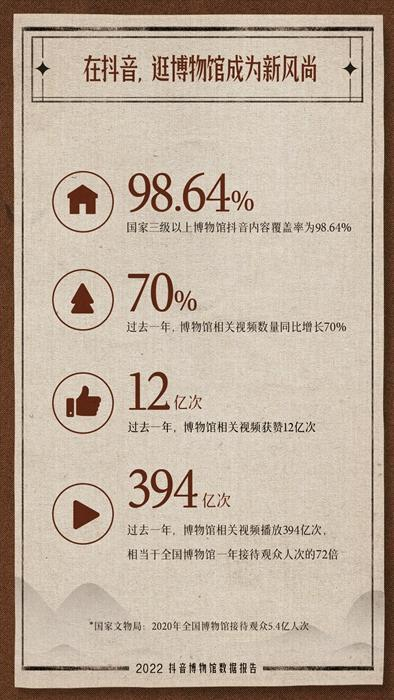 在抖音，逛博物馆成为新风尚
98.64%
国家三级以上博物馆抖音内容覆盖率为98.64%
70%
过去一年，博物馆相关视频数量同比增长70%
12亿次
过去一年，博物馆相关视频获赞12亿次
394亿次
过去一年，博物馆相关视频播放394亿次，
相当于全国博物馆一年接待观众人次的72倍
*国家文物局：2020年全国博物馆接待观众5.4亿人次
2022 抖音博物馆数据报告